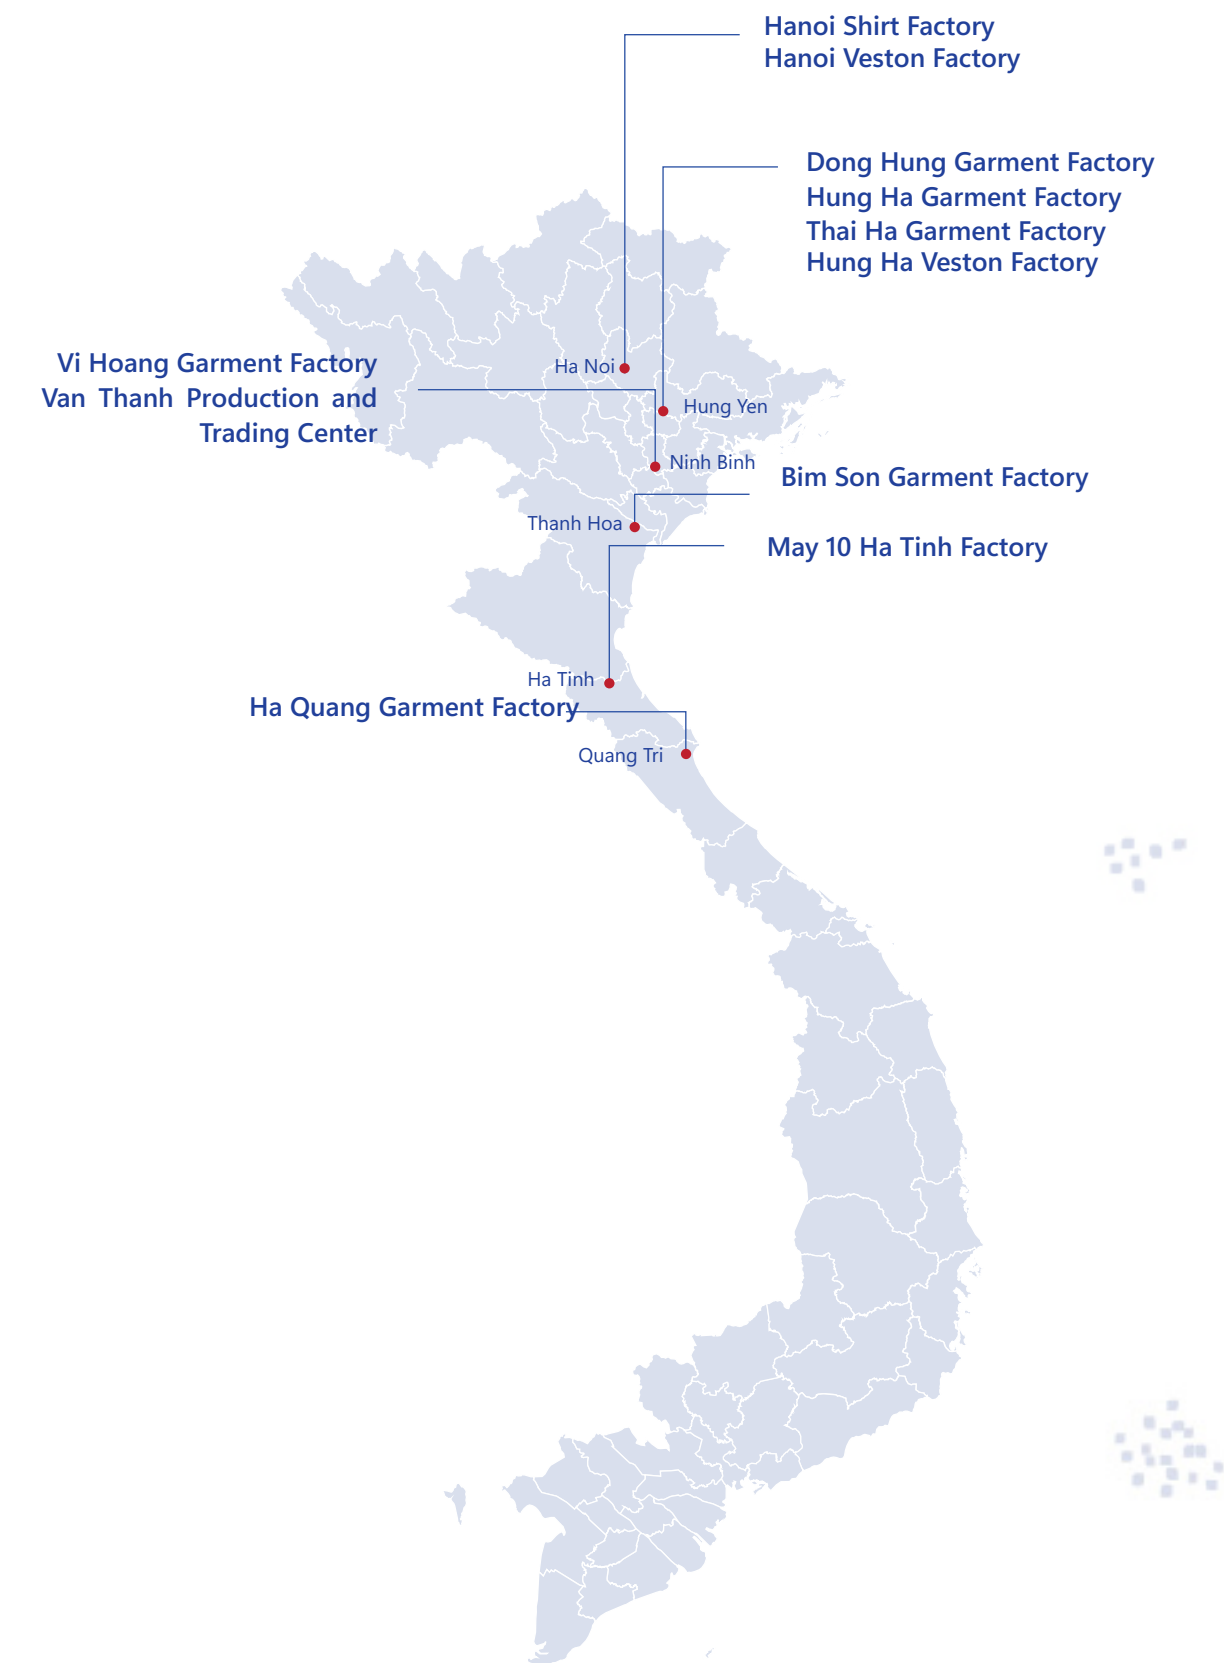 Hanoi Shirt Factory
Hanoi Veston Factory
Dong Hung Garment Factory
Hung Ha Garment Factory
Thai Ha Garment Factory
Hung Ha Veston Factory
Vi Hoang Garment Factory
Van Thanh Production and
Trading Center
Ha Noi
Hung Yen
Ninh Binh
Bim Son Garment Factory
Thanh Hoa
May 10 Ha Tinh Factory
Ha Tinh
Ha Quang Garment Factory
Quang Tri